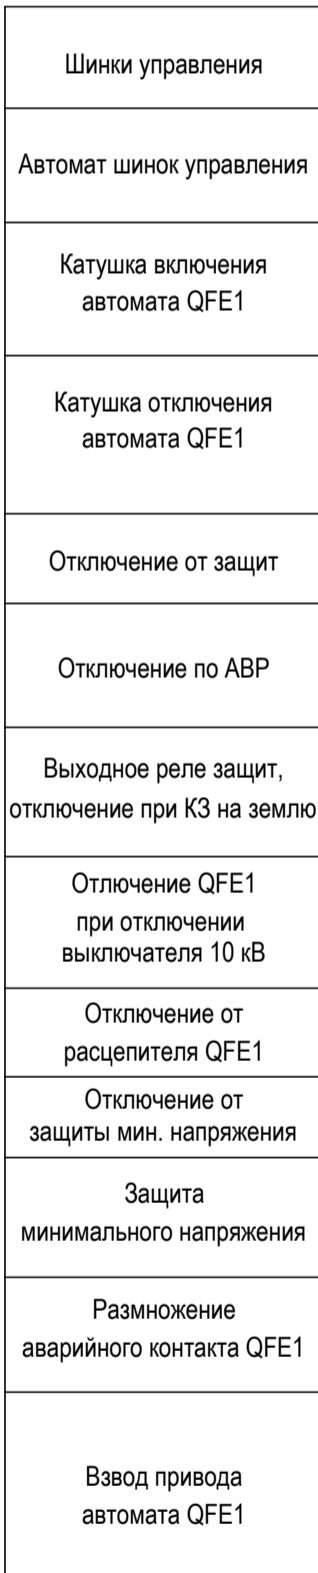 Шинки управления
Автомат шинок управления
Катушка включения
автомата QFE1
Катушка отключения
автомата QFE1
Отключение от защит
Отключение по АВР
Выходное реле защит,
отключение при КЗ на землю
Отлючение QFE1
при отключении
выключателя 10 кВ
Отключение от
расцепителя QFE1
Отключение от
защиты мин. напряжения
Защита
минимального напряжения
Размножение
аварийного контакта QFE1
Взвод привода
автомата QFE1